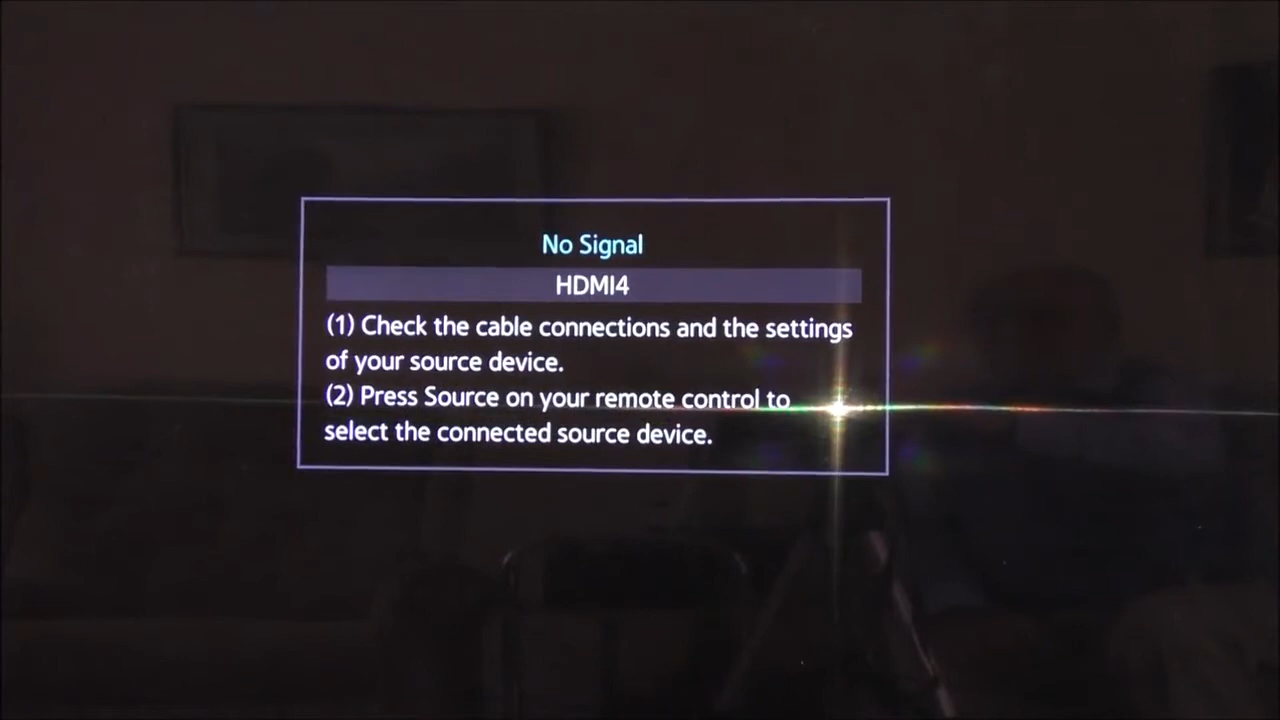 No Signal
HDMI4
(1) Check the cable connections and the settings
of your source device.
(2) Press Source on your remote control to
select the connected source device.